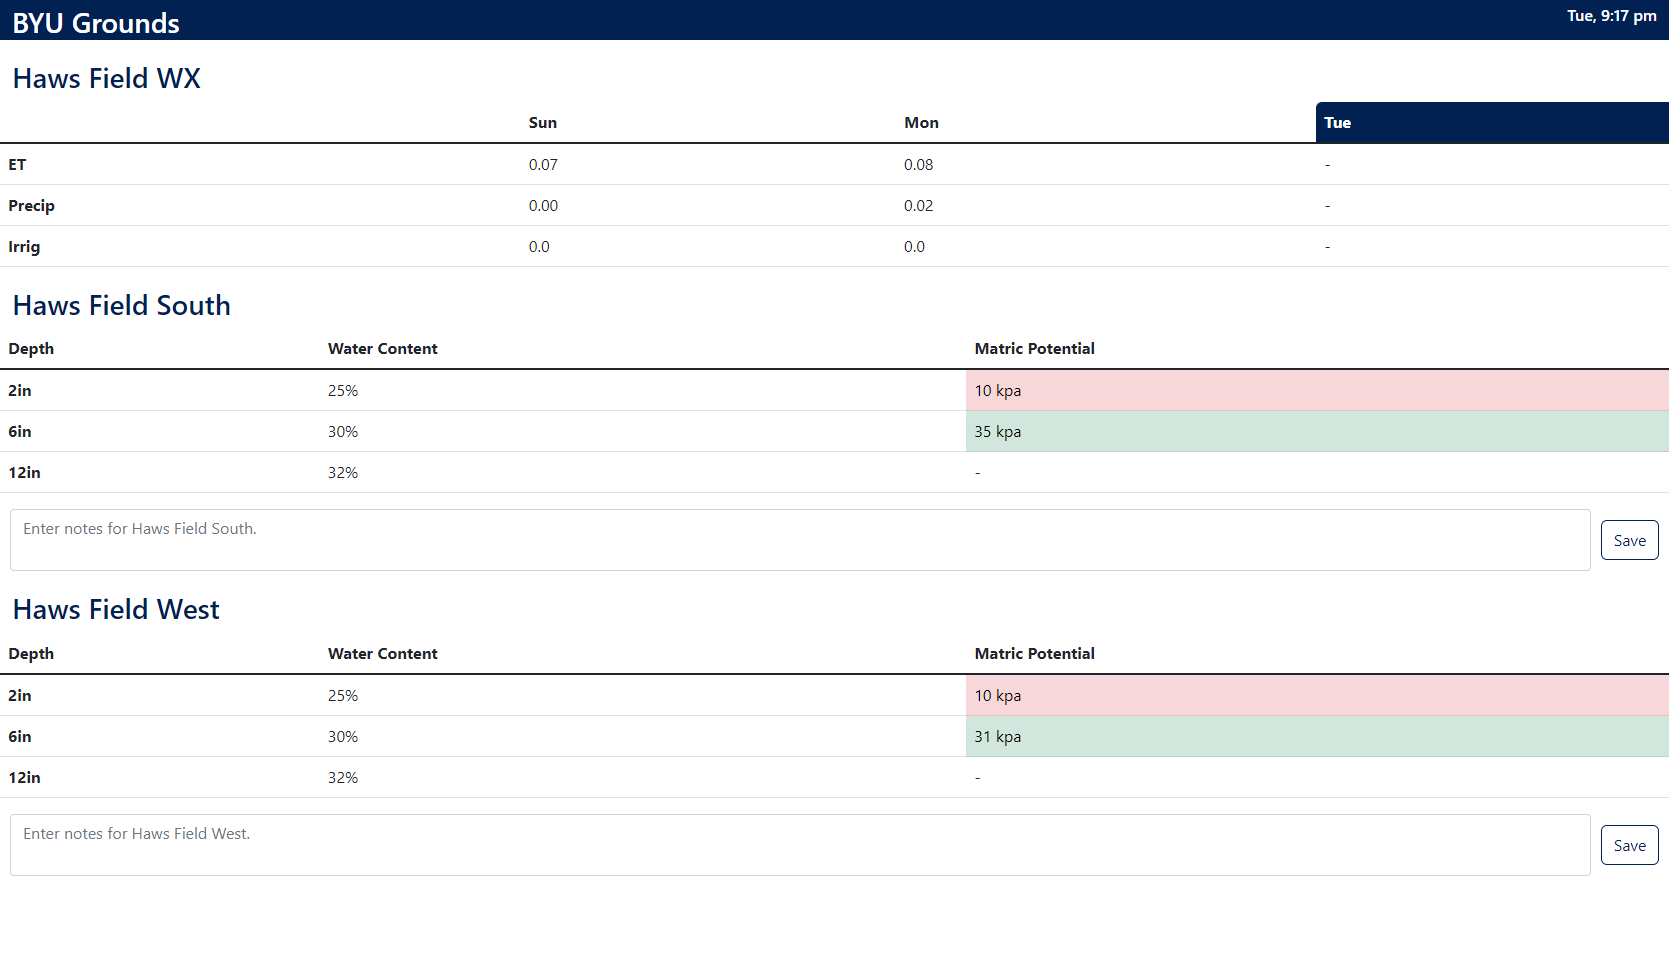 BYU Grounds Tue, 9:17 pm
Haws Field WX
Sun Mon Tue
ET 0.07 0.08 -
Precip 0.00 0.02 -
Irrig 0.0 0.0 -
Haws Field South
Depth Water Content Matric Potential
2in 25% 10 kpa
6in 30% 35 kpa
12in 32% -
Enter notes for Haws Field South. Save
Haws Field West
Depth Water Content Matric Potential
2in 25% 10 kpa
6in 30% 31 kpa
12in 32% -
Enter notes for Haws Field West. Save